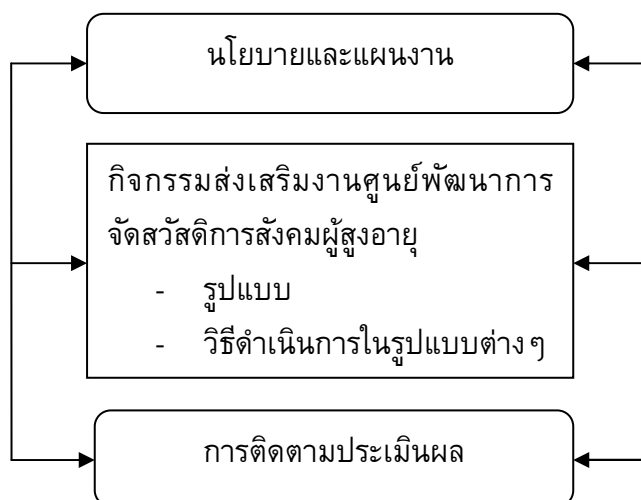 นโยบายและแผนงาน
กิจกรรมส่งเสริมงานศูนย์พัฒนาการ
จัดสวัสดิการสังคมผู้สูงอายุ
- รูปแบบ
- วิธีดำเนินการในรูปแบบต่างๆ
การติดตามประเมินผล